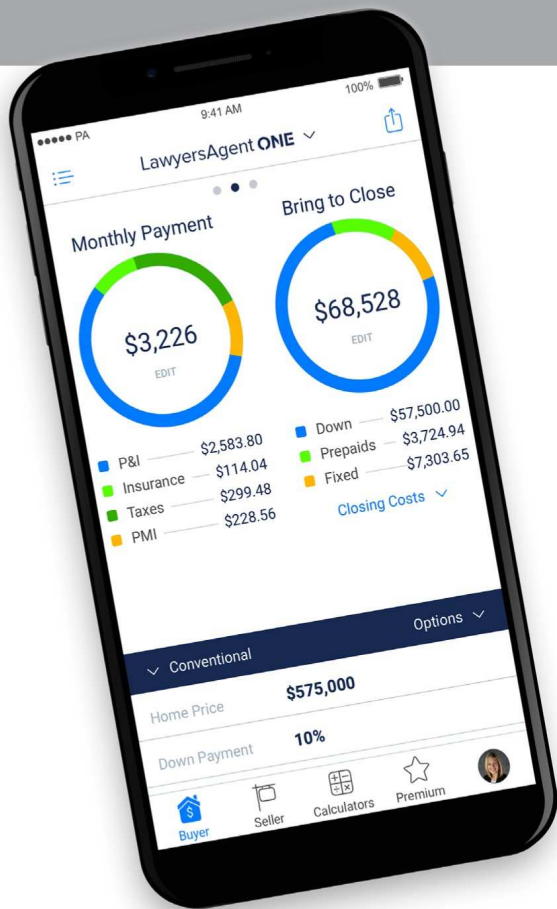 PA
9:41 AM
100%
LawyersAgent ONE
Monthly Payment
Bring to Close
$3,226
EDIT
$68,528
EDIT
P&I $2,583.80
Insurance $114.04
Taxes $299.48
PMI $228.56
Down $57,500.00
Prepaids $3,724.94
Fixed $7,303.65
Closing Costs
Conventional
Options
Home Price $575,000
Down Payment 10%
$
Buyer
Seller
Calculators
Premium